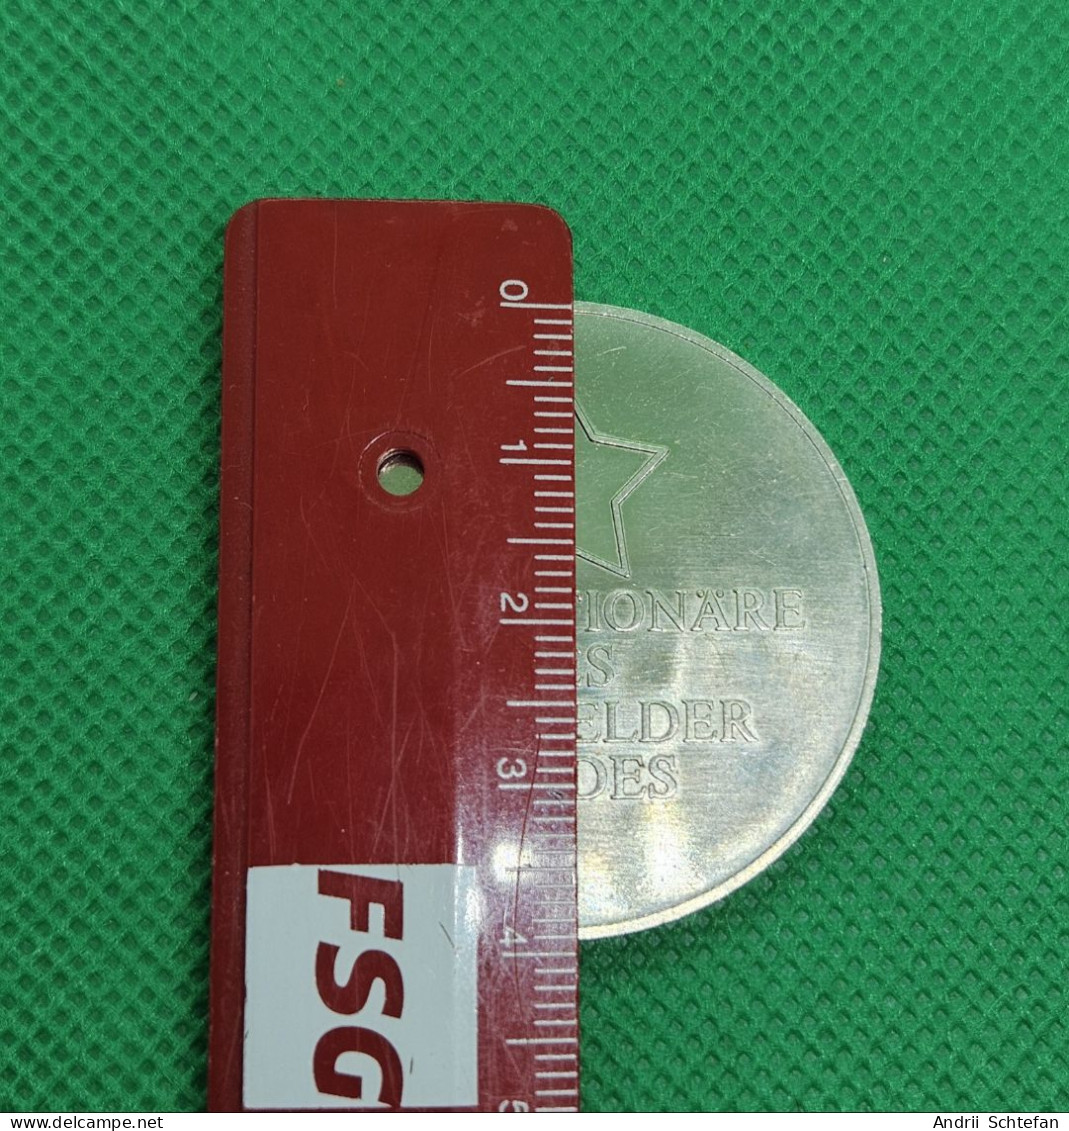 0
1
2
3
4
5
FSG
TIONÄRE
ES
ELDER
DES
www.delcampe.net
Andrii Schtefan